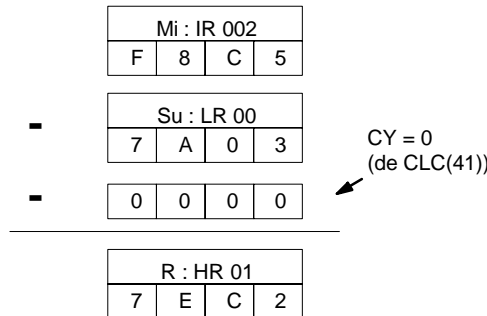 Mi : IR 002
F 8 C 5
- Su : LR 00
7 A 0 3
CY = 0
(de CLC(41))
- 0 0 0 0
R : HR 01
7 E C 2